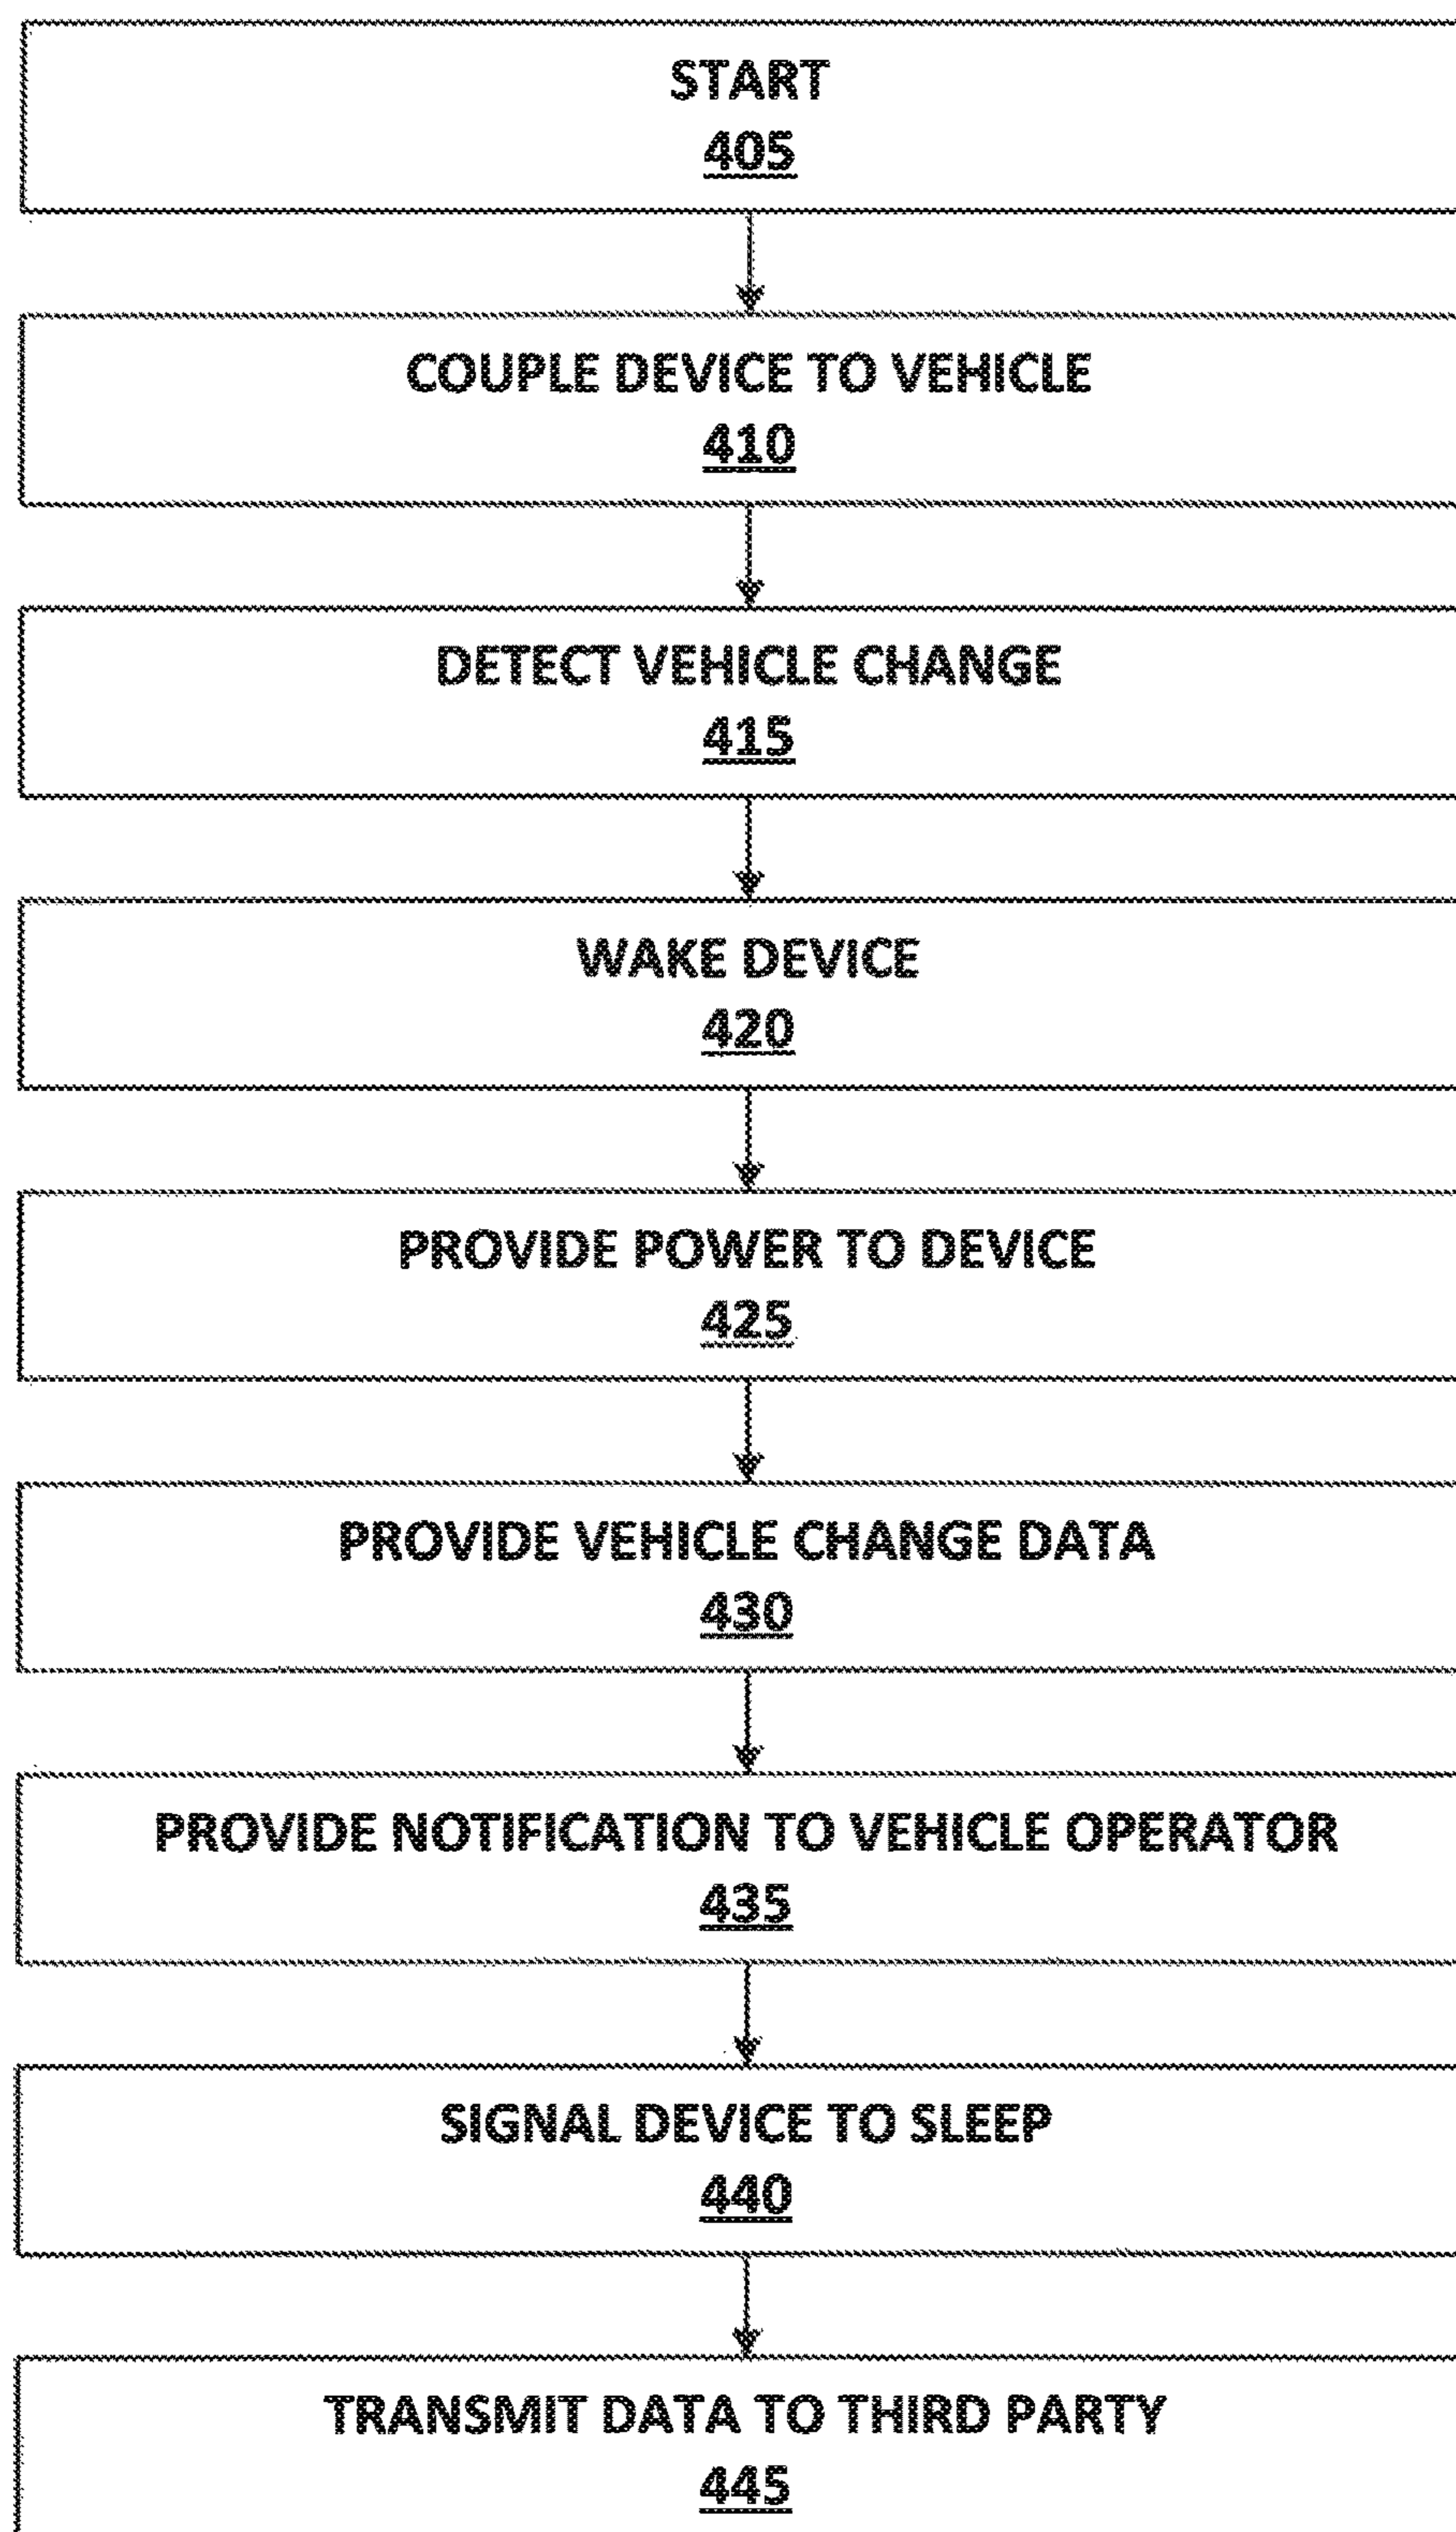 START
405
COUPLE DEVICE TO VEHICLE
410
DETECT VEHICLE CHANGE
415
WAKE DEVICE
420
PROVIDE POWER TO DEVICE
425
PROVIDE VEHICLE CHANGE DATA
430
PROVIDE NOTIFICATION TO VEHICLE OPERATOR
435
SIGNAL DEVICE TO SLEEP
440
TRANSMIT DATA TO THIRD PARTY
445